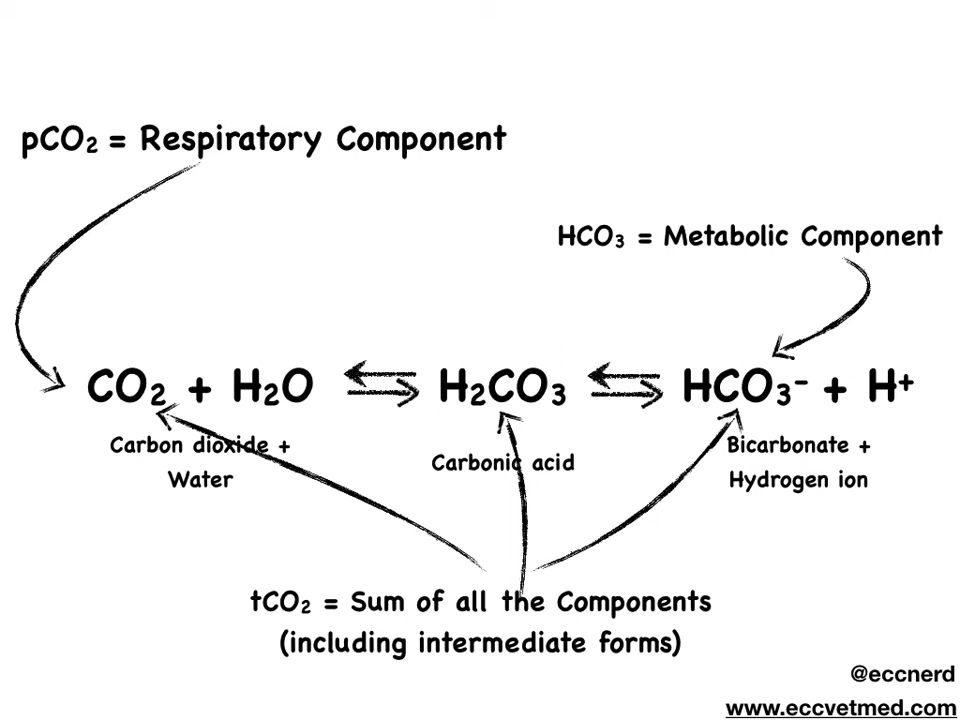 pCO₂ = Respiratory Component
HCO₃ = Metabolic Component
CO₂ + H₂O ⇌ H₂CO₃ ⇌ HCO₃⁻ + H⁺
Carbon dioxide +
Water
Carbonic acid
Bicarbonate +
Hydrogen ion
tCO₂ = Sum of all the Components
(including intermediate forms)
@eccnerd
www.eccvetmed.com